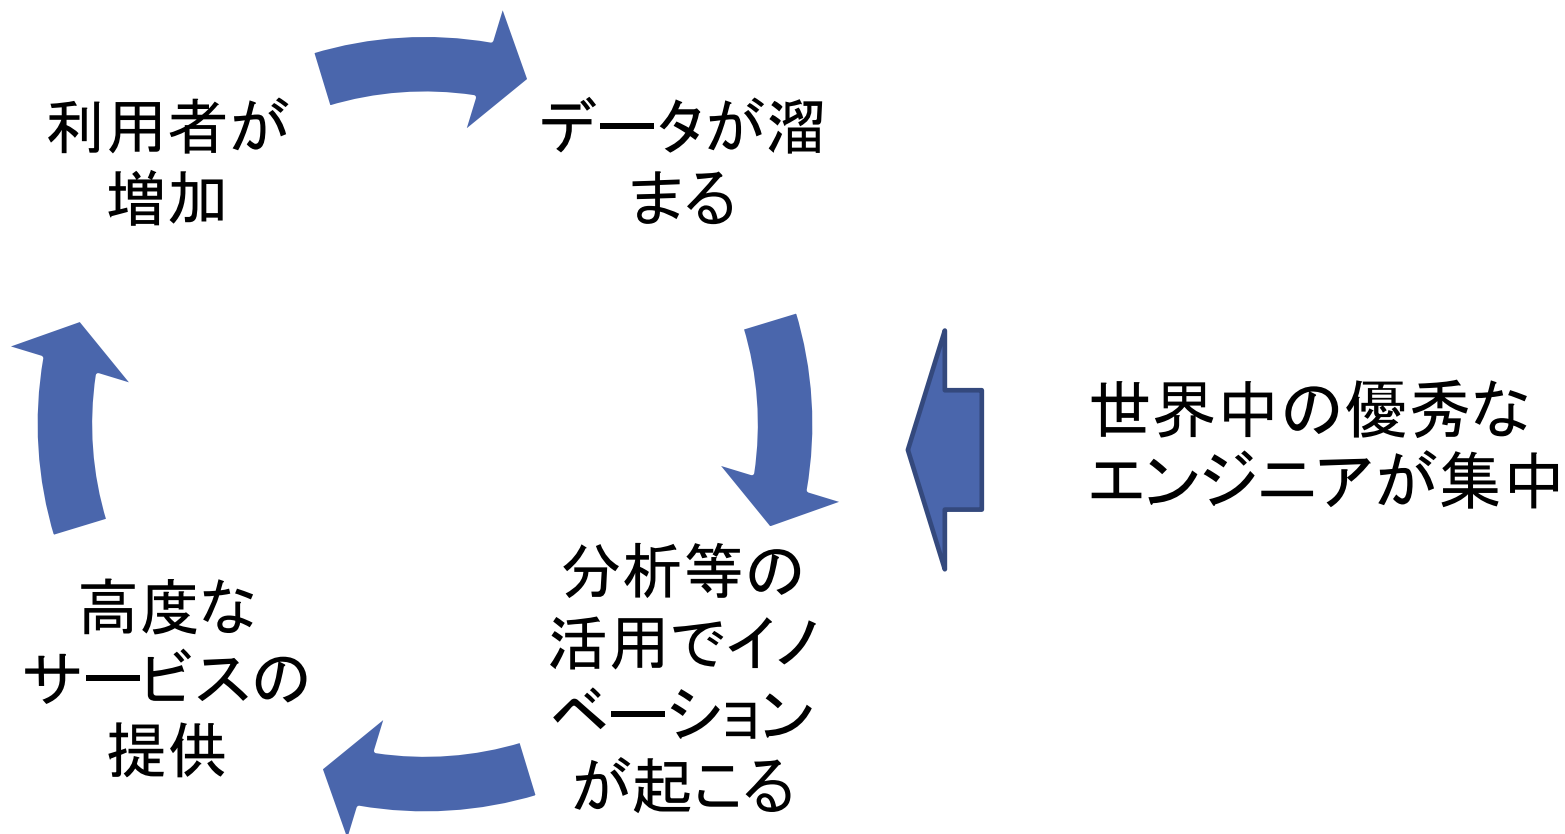 利用者が
増加
データが溜
まる
世界中の優秀な
エンジニアが集中
分析等の
活用でイノ
ベーション
が起こる
高度な
サービスの
提供